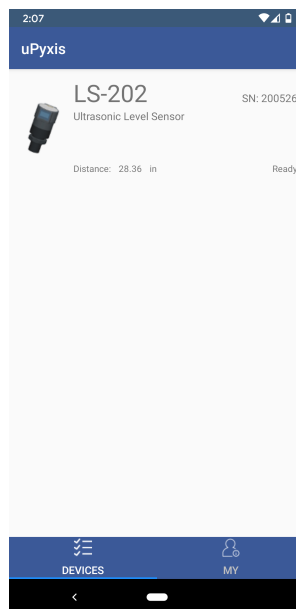 2:07
uPyxis
LS-202
SN: 200526
Ultrasonic Level Sensor
Distance: 28.36 in
Ready
DEVICES
MY